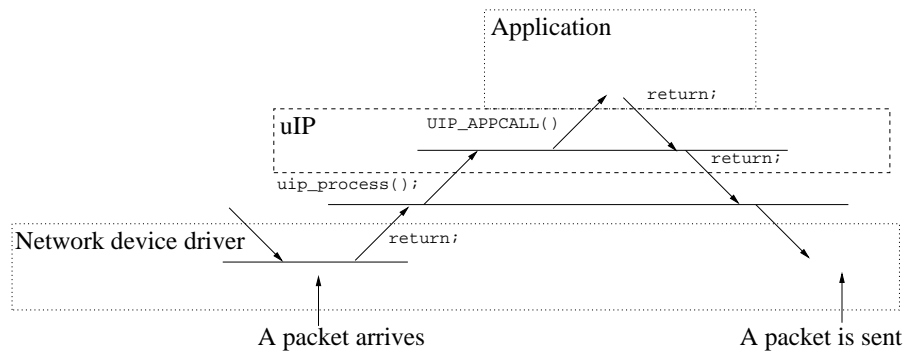 Application
return;
uIP
UIP_APPCALL()
return;
uip_process();
Network device driver
return;
A packet arrives
A packet is sent